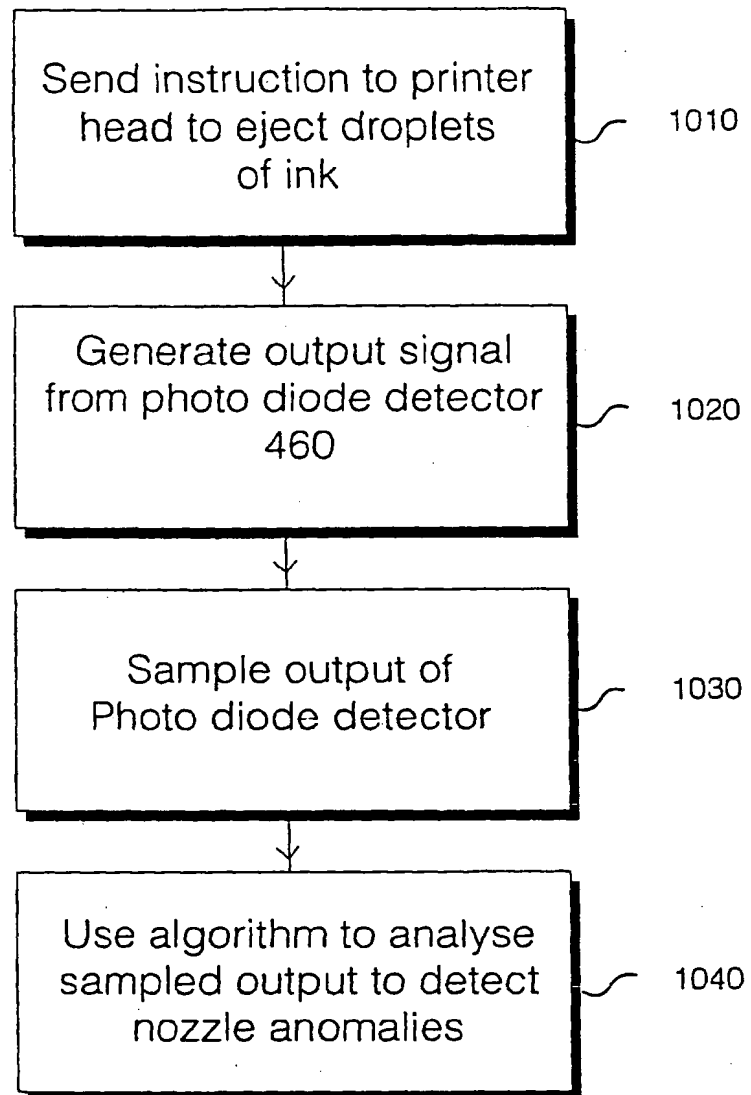 Send instruction to printer
head to eject droplets
of ink
1010
Generate output signal
from photo diode detector
460
1020
Sample output of
Photo diode detector
1030
Use algorithm to analyse
sampled output to detect
nozzle anomalies
1040